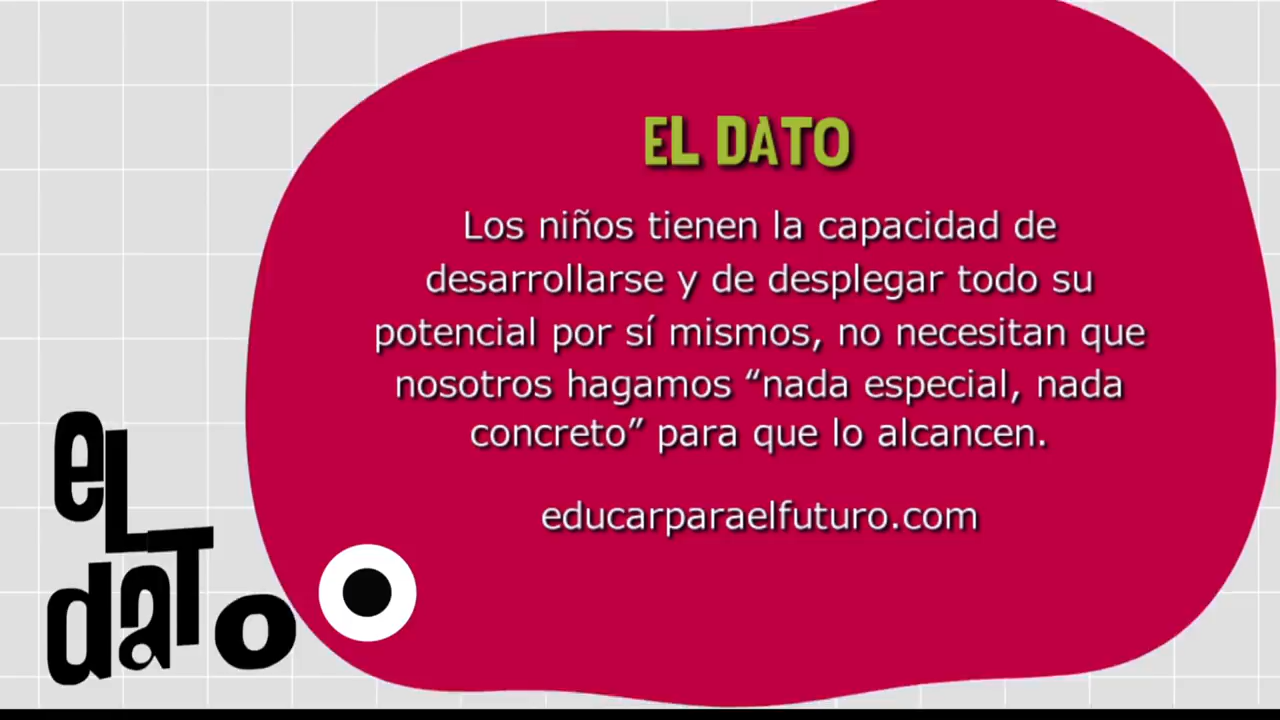 EL DATO
Los niños tienen la capacidad de
desarrollarse y de desplegar todo su
potencial por sí mismos, no necesitan que
nosotros hagamos “nada especial, nada
concreto” para que lo alcancen.
educarparaelfuturo.com
eL
daTo